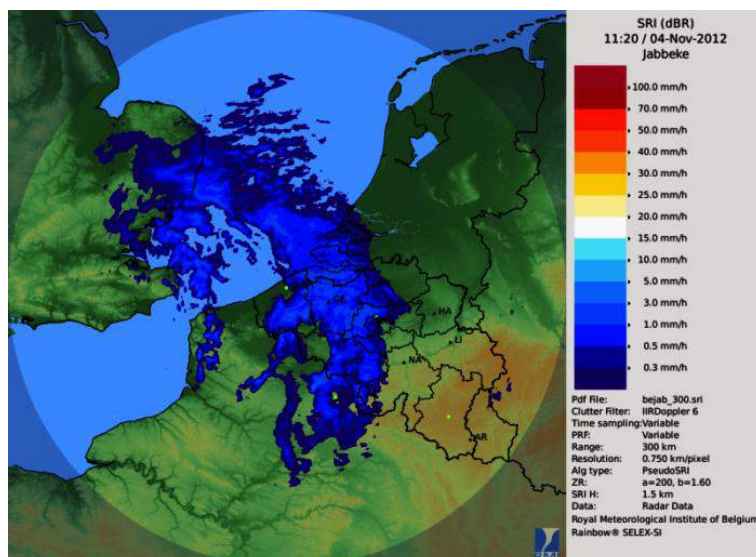 SRI (dBR)
11:20 / 04-Nov-2012
Jabbeke
100.0 mm/h
70.0 mm/h
50.0 mm/h
40.0 mm/h
30.0 mm/h
25.0 mm/h
20.0 mm/h
15.0 mm/h
10.0 mm/h
5.0 mm/h
3.0 mm/h
1.0 mm/h
0.5 mm/h
0.3 mm/h
GE
HA
LI
NA
AR
Pdf File: bejab_300.sri
Clutter Filter: IIRDoppler 6
Time sampling:Variable
PRF: Variable
Range: 300 km
Resolution: 0.750 km/pixel
Alg type: PseudoSRI
ZR: a=200, b=1.60
SRI H: 1.5 km
Data: Radar Data
Royal Meteorological Institute of Belgium
Rainbow® SELEX-SI